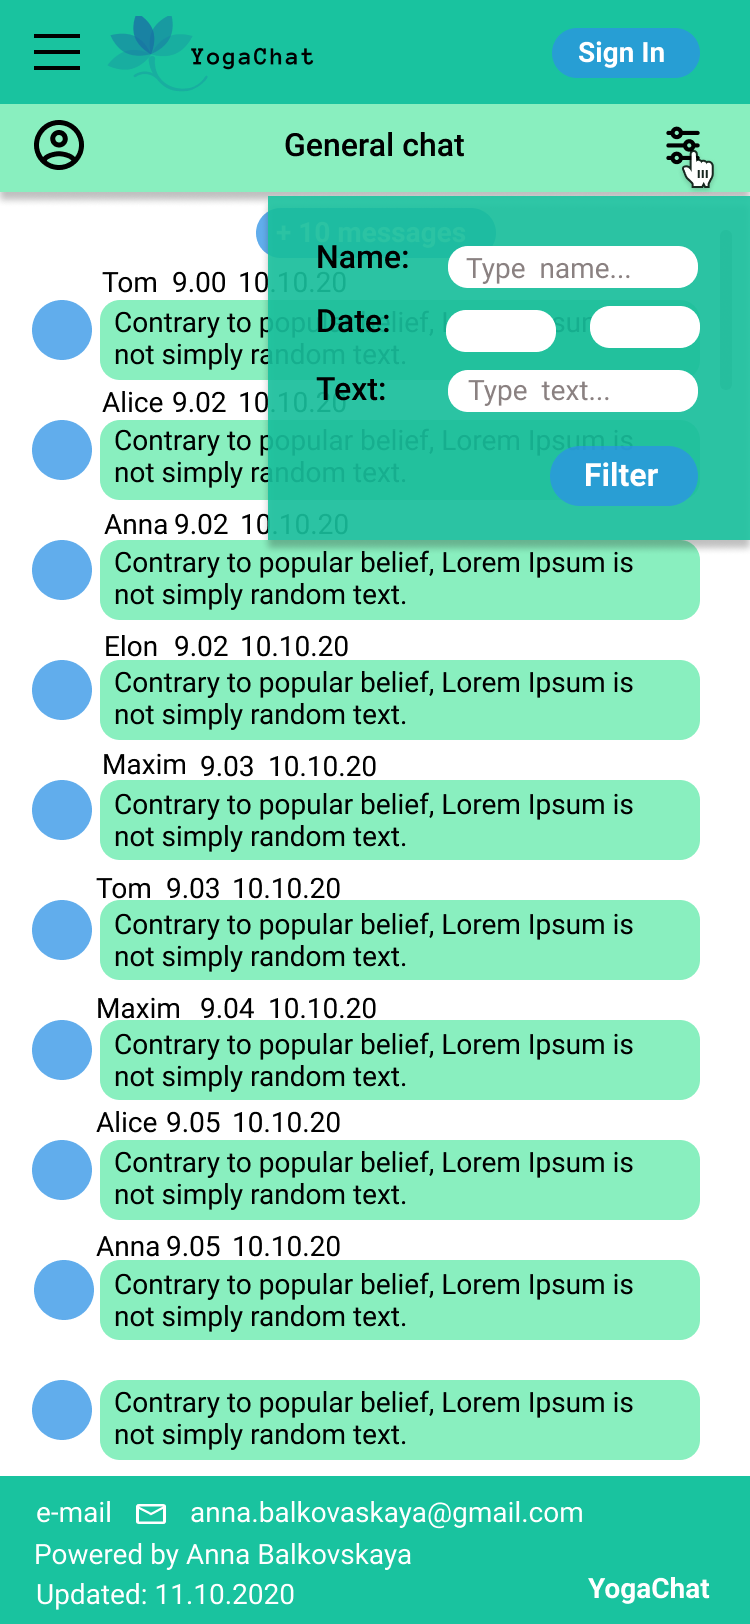 YogaChat
Sign In
General chat
+ 10 messages
Name:
Type name...
Tom 9.00 10.10.20
Contrary to popular belief,
not simply random text.
Date:
Text:
Type text...
Alice 9.02 10.10.20
Contrary to popular belief, Lorem Ipsum is
not simply random text.
Filter
Anna 9.02 10.10.20
Contrary to popular belief, Lorem Ipsum is
not simply random text.
Elon 9.02 10.10.20
Contrary to popular belief, Lorem Ipsum is
not simply random text.
Maxim 9.03 10.10.20
Contrary to popular belief, Lorem Ipsum is
not simply random text.
Tom 9.03 10.10.20
Contrary to popular belief, Lorem Ipsum is
not simply random text.
Maxim 9.04 10.10.20
Contrary to popular belief, Lorem Ipsum is
not simply random text.
Alice 9.05 10.10.20
Contrary to popular belief, Lorem Ipsum is
not simply random text.
Anna 9.05 10.10.20
Contrary to popular belief, Lorem Ipsum is
not simply random text.
Contrary to popular belief, Lorem Ipsum is
not simply random text.
e-mail anna.balkovaskaya@gmail.com
Powered by Anna Balkovskaya
Updated: 11.10.2020
YogaChat